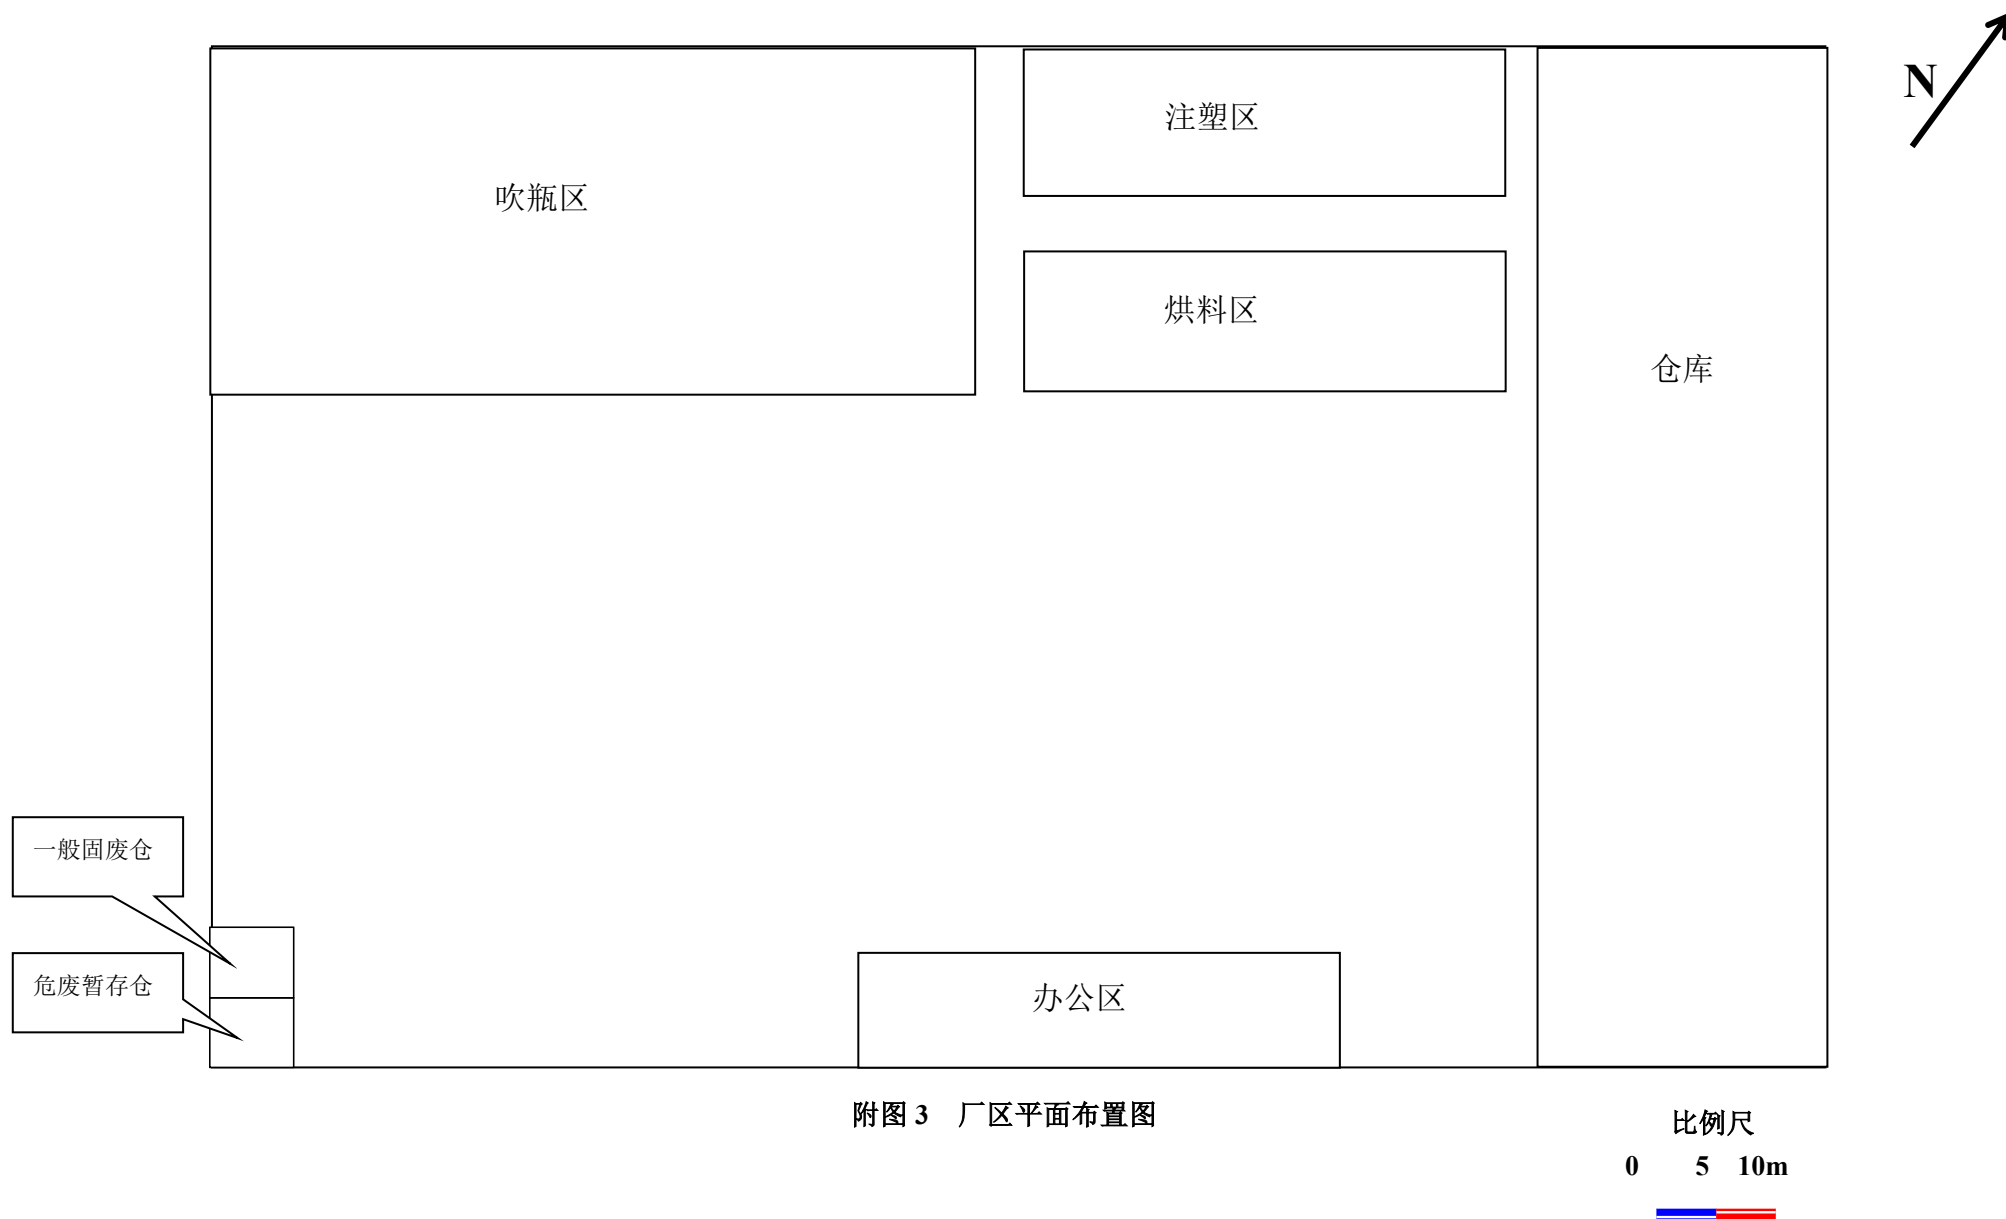 N
注塑区
吹瓶区
烘料区
仓库
一般固废仓
危废暂存仓
办公区
附图 3 厂区平面布置图
比例尺
0 5 10m